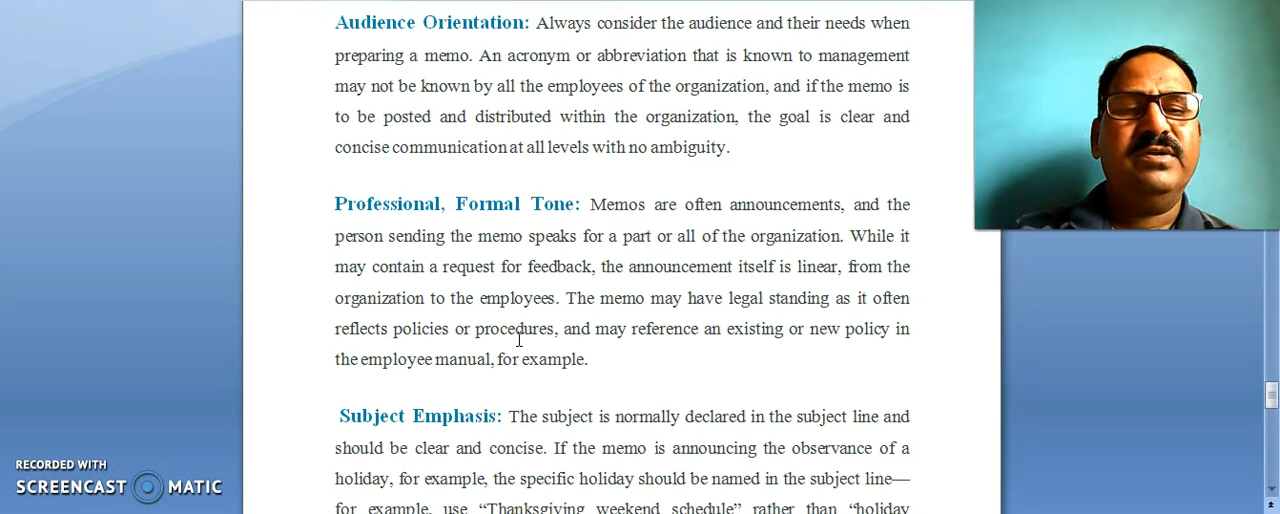 Audience Orientation: Always consider the audience and their needs when
preparing a memo. An acronym or abbreviation that is known to management
may not be known by all the employees of the organization, and if the memo is
to be posted and distributed within the organization, the goal is clear and
concise communication at all levels with no ambiguity.
Professional, Formal Tone: Memos are often announcements, and the
person sending the memo speaks for a part or all of the organization. While it
may contain a request for feedback, the announcement itself is linear, from the
organization to the employees. The memo may have legal standing as it often
reflects policies or procedures, and may reference an existing or new policy in
the employee manual, for example.
Subject Emphasis: The subject is normally declared in the subject line and
should be clear and concise. If the memo is announcing the observance of a
holiday, for example, the specific holiday should be named in the subject line—
for example, use “Thanksgiving weekend schedule” rather than “holiday
RECORDED WITH
SCREENCAST MATIC